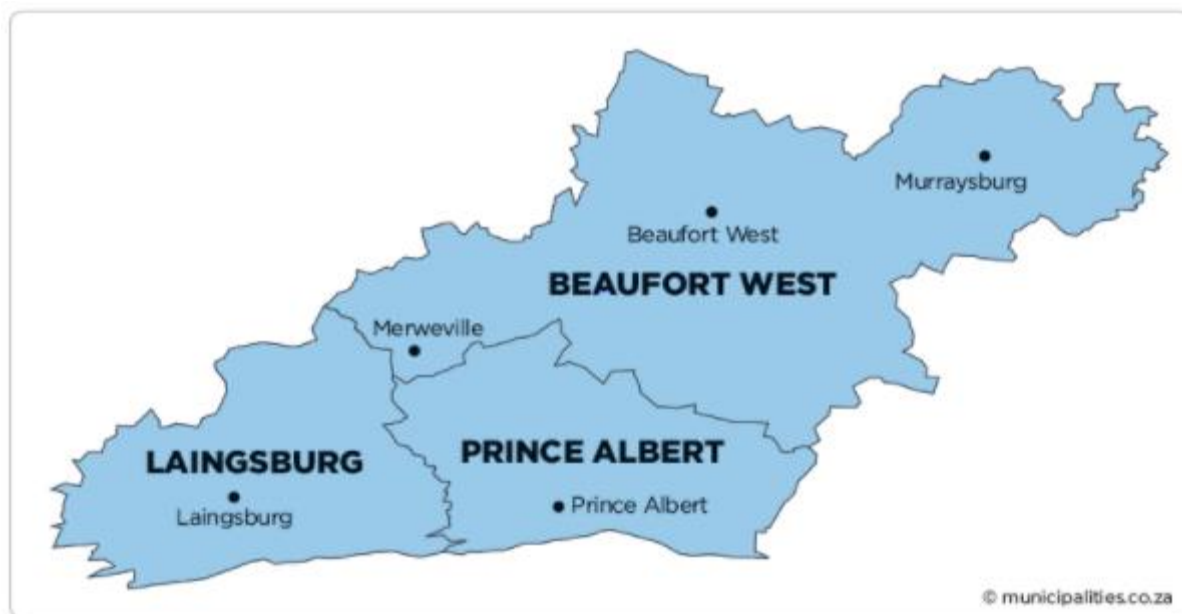 Murraysburg
Beaufort West
BEAUFORT WEST
Merweville
LAINGSBURG
PRINCE ALBERT
Laingsburg
Prince Albert
© municipalities.co.za